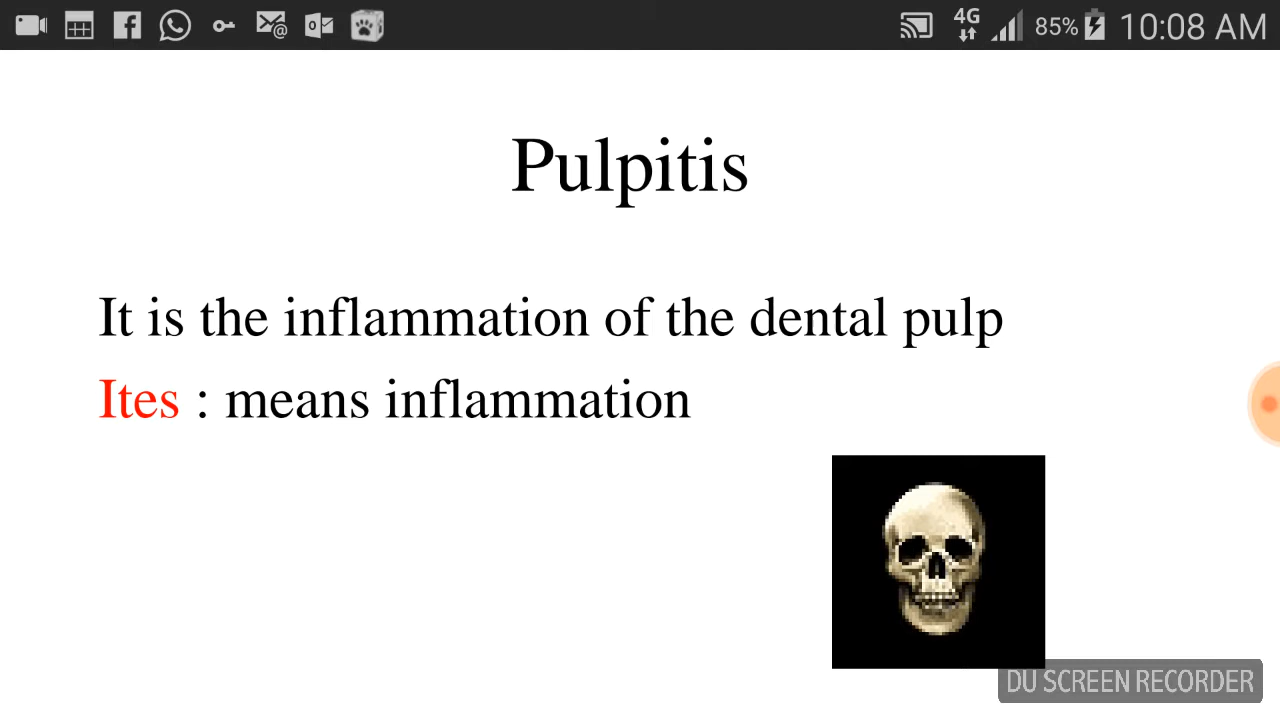 4G 85% 10:08 AM
Pulpitis
It is the inflammation of the dental pulp
Ites : means inflammation
DU SCREEN RECORDER